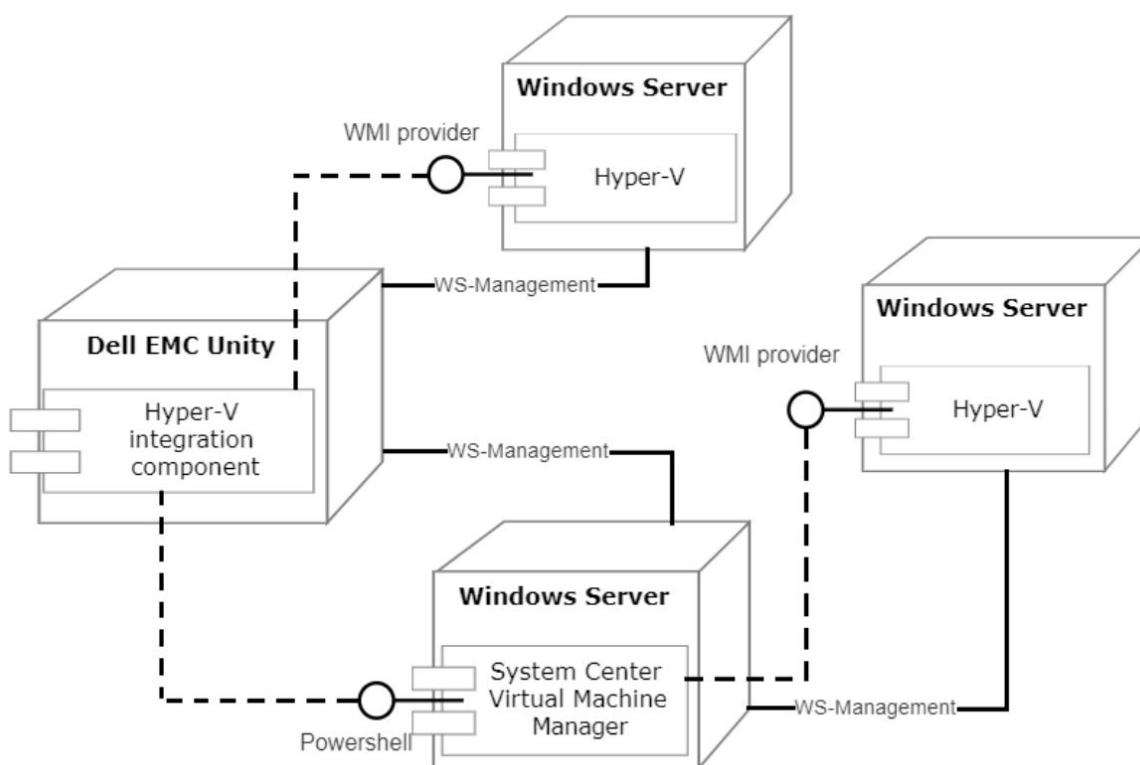 Windows Server
WMI provider
Hyper-V
WS-Management
Dell EMC Unity
Hyper-V
integration
component
Windows Server
WMI provider
Hyper-V
WS-Management
Windows Server
System Center
Virtual Machine
Manager
Powershell
WS-Management